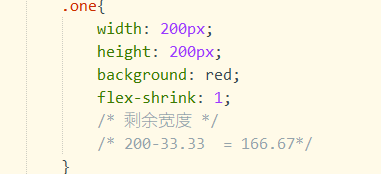 .one{
width: 200px;
height: 200px;
background: red;
flex-shrink: 1;
/* 剩余宽度 */
/* 200-33.33  = 166.67*/
}